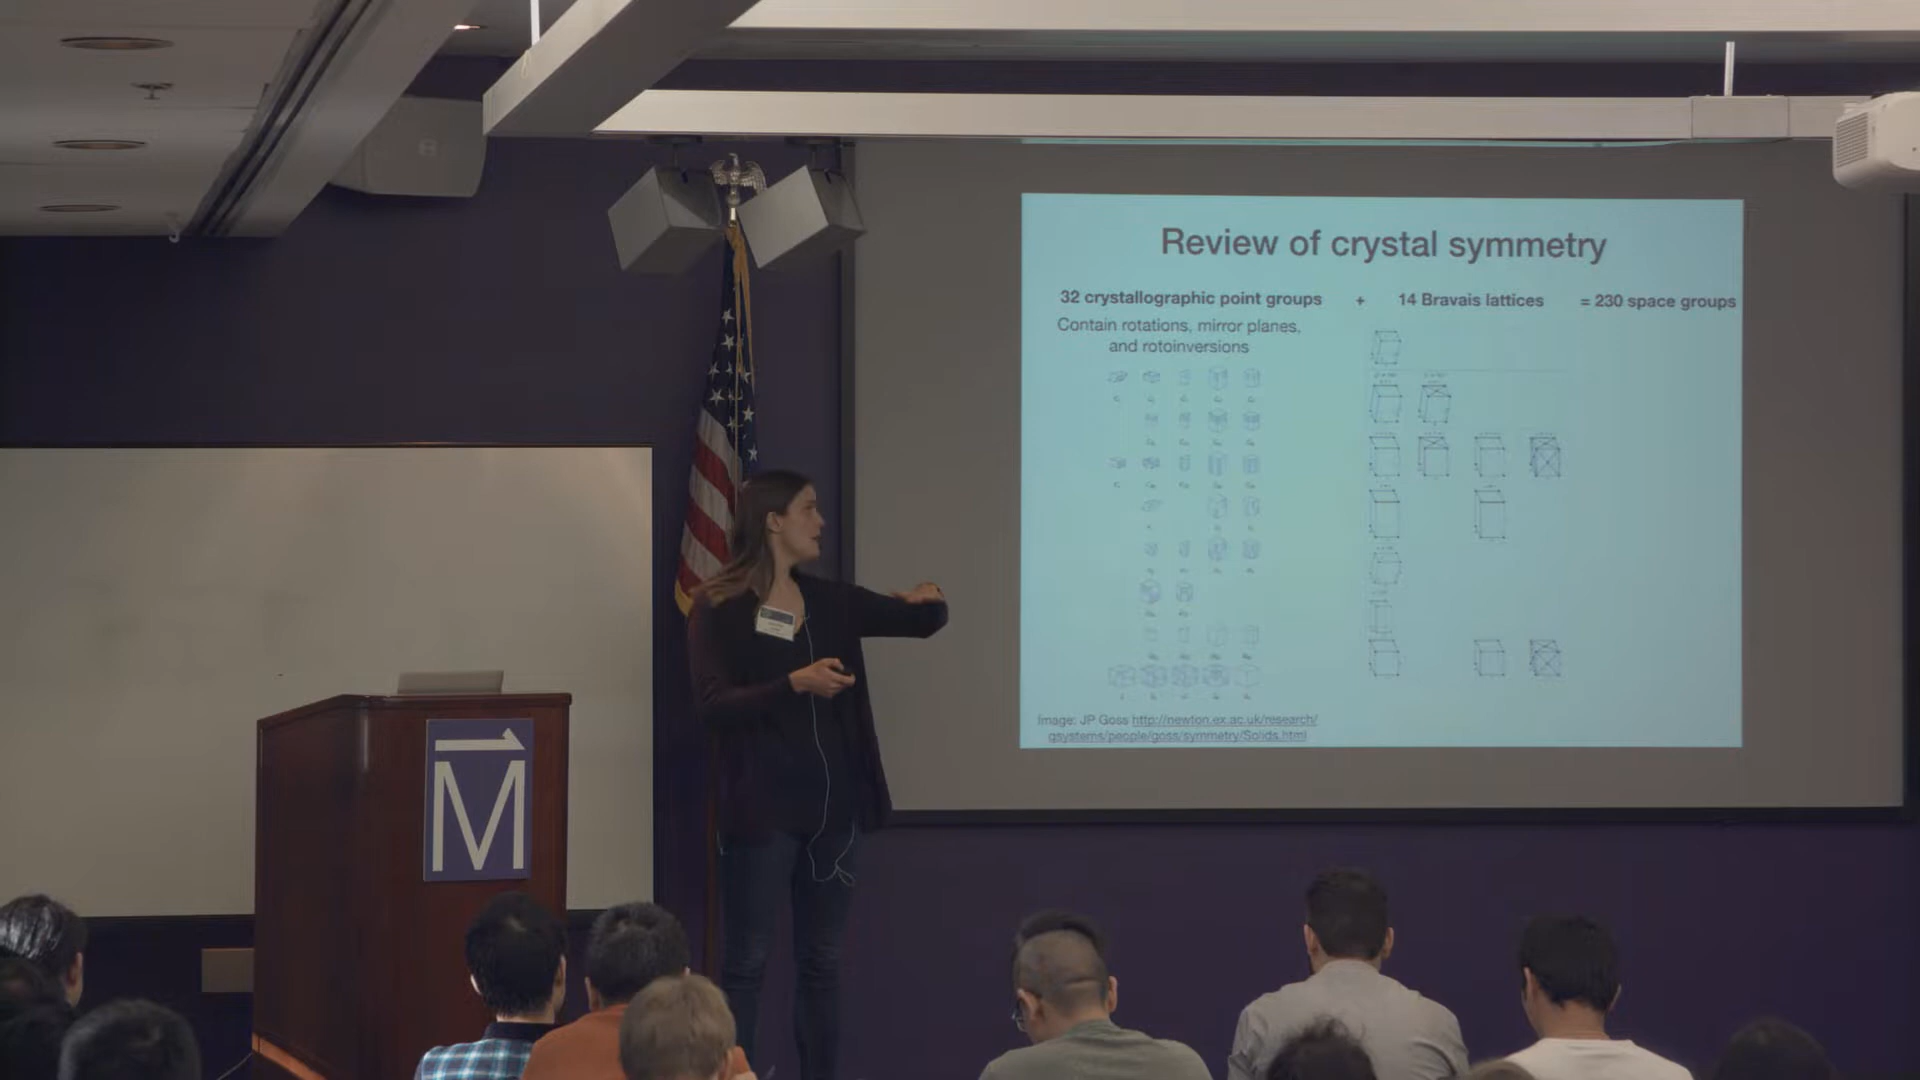 Review of crystal symmetry
32 crystallographic point groups + 14 Bravais lattices = 230 space groups
Contain rotations, mirror planes,
and rotoinversions
Image: JP Goss http://newton.ex.ac.uk/research/
qsystems/people/goss/symmetry/Solids.html
M